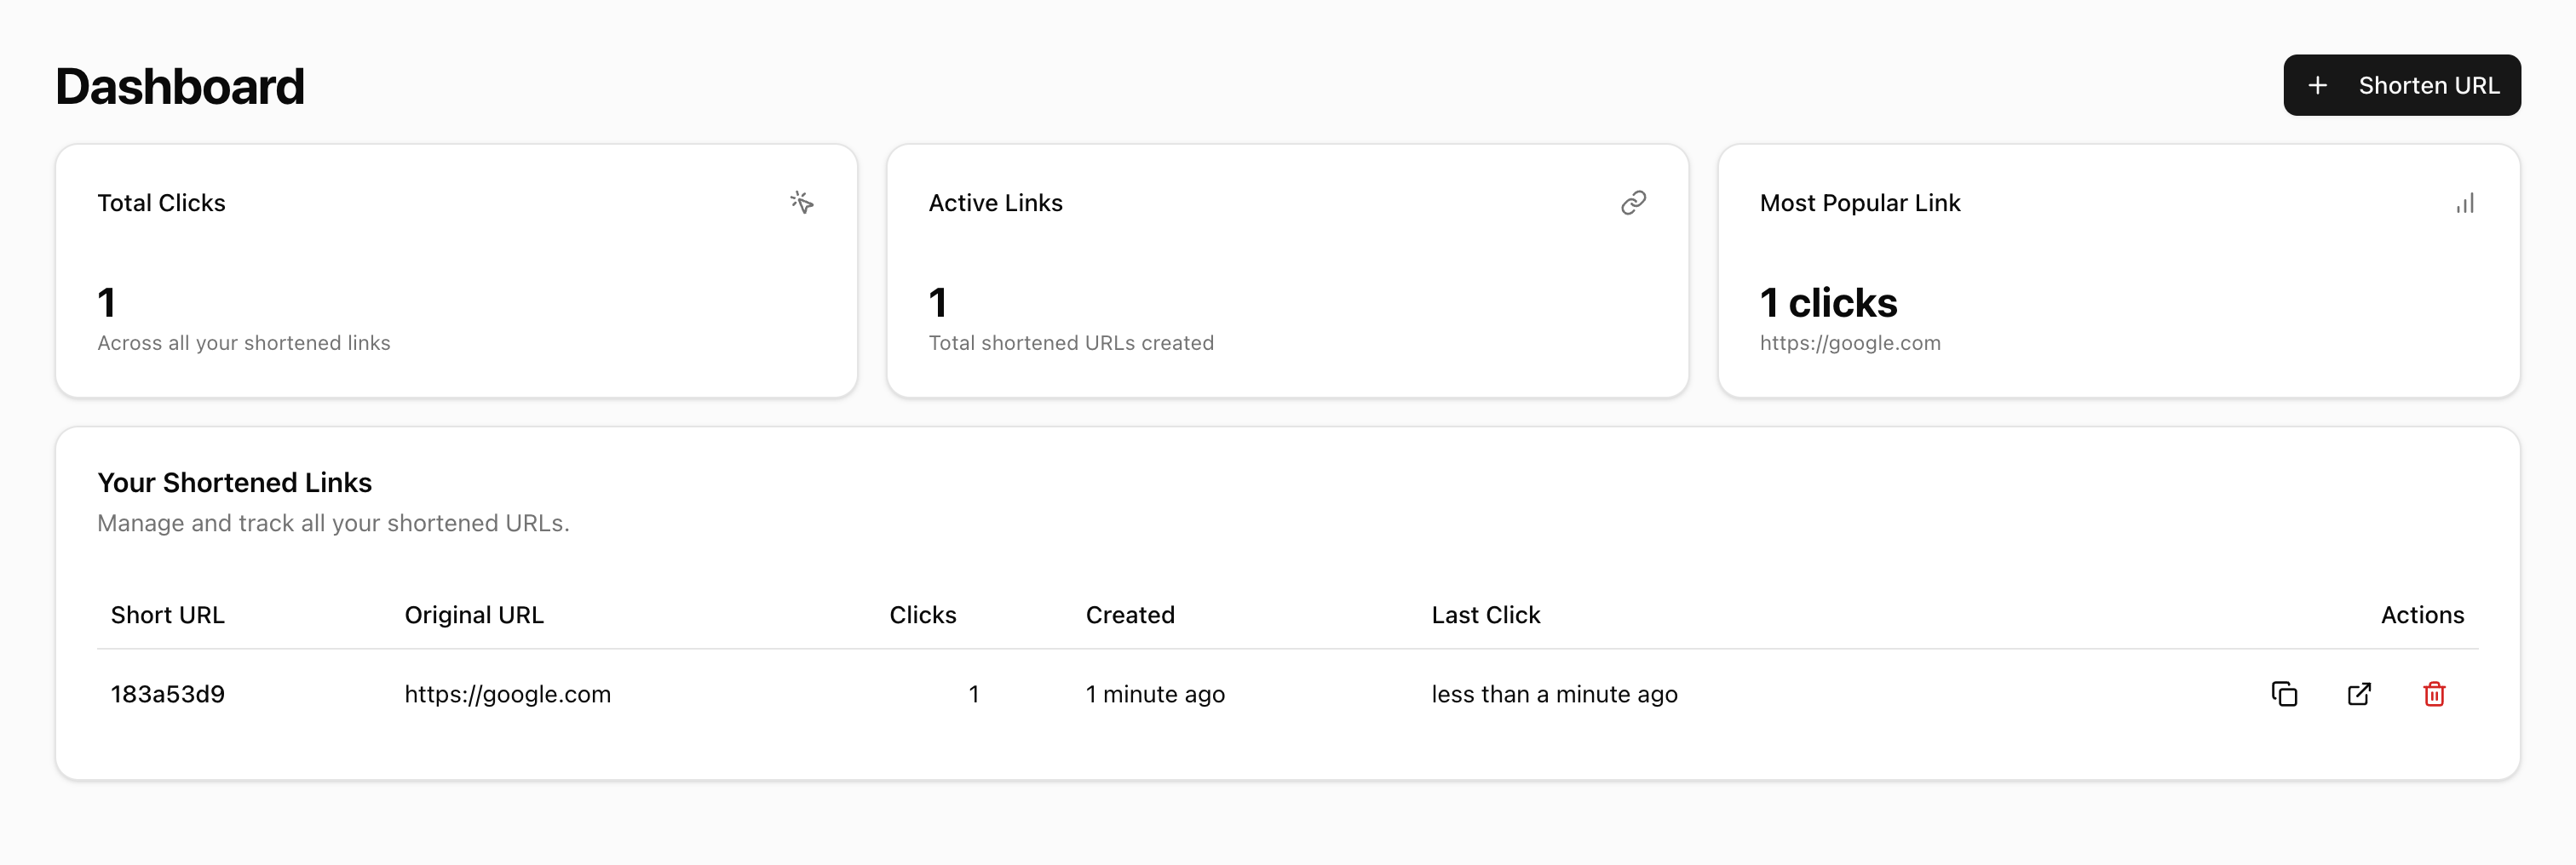 Dashboard
Shorten URL
Total Clicks
1
Across all your shortened links
Active Links
1
Total shortened URLs created
Most Popular Link
1 clicks
https://google.com
Your Shortened Links
Manage and track all your shortened URLs.
Short URL Original URL Clicks Created Last Click Actions
183a53d9 https://google.com 1 1 minute ago less than a minute ago